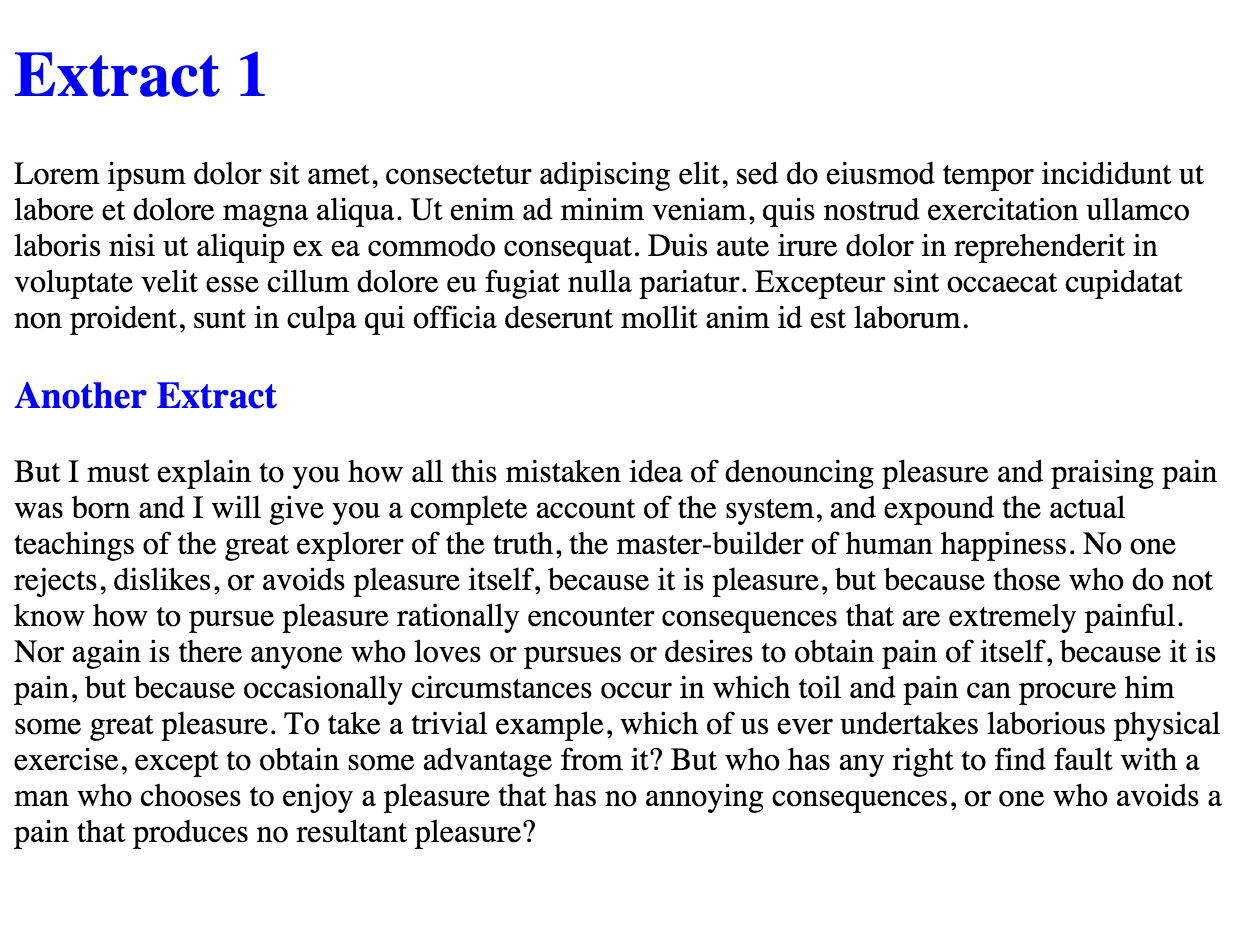 Extract 1
Lorem ipsum dolor sit amet, consectetur adipiscing elit, sed do eiusmod tempor incididunt ut
labore et dolore magna aliqua. Ut enim ad minim veniam, quis nostrud exercitation ullamco
laboris nisi ut aliquip ex ea commodo consequat. Duis aute irure dolor in reprehenderit in
voluptate velit esse cillum dolore eu fugiat nulla pariatur. Excepteur sint occaecat cupidatat
non proident, sunt in culpa qui officia deserunt mollit anim id est laborum.
Another Extract
But I must explain to you how all this mistaken idea of denouncing pleasure and praising pain
was born and I will give you a complete account of the system, and expound the actual
teachings of the great explorer of the truth, the master-builder of human happiness. No one
rejects, dislikes, or avoids pleasure itself, because it is pleasure, but because those who do not
know how to pursue pleasure rationally encounter consequences that are extremely painful.
Nor again is there anyone who loves or pursues or desires to obtain pain of itself, because it is
pain, but because occasionally circumstances occur in which toil and pain can procure him
some great pleasure. To take a trivial example, which of us ever undertakes laborious physical
exercise, except to obtain some advantage from it? But who has any right to find fault with a
man who chooses to enjoy a pleasure that has no annoying consequences, or one who avoids a
pain that produces no resultant pleasure?